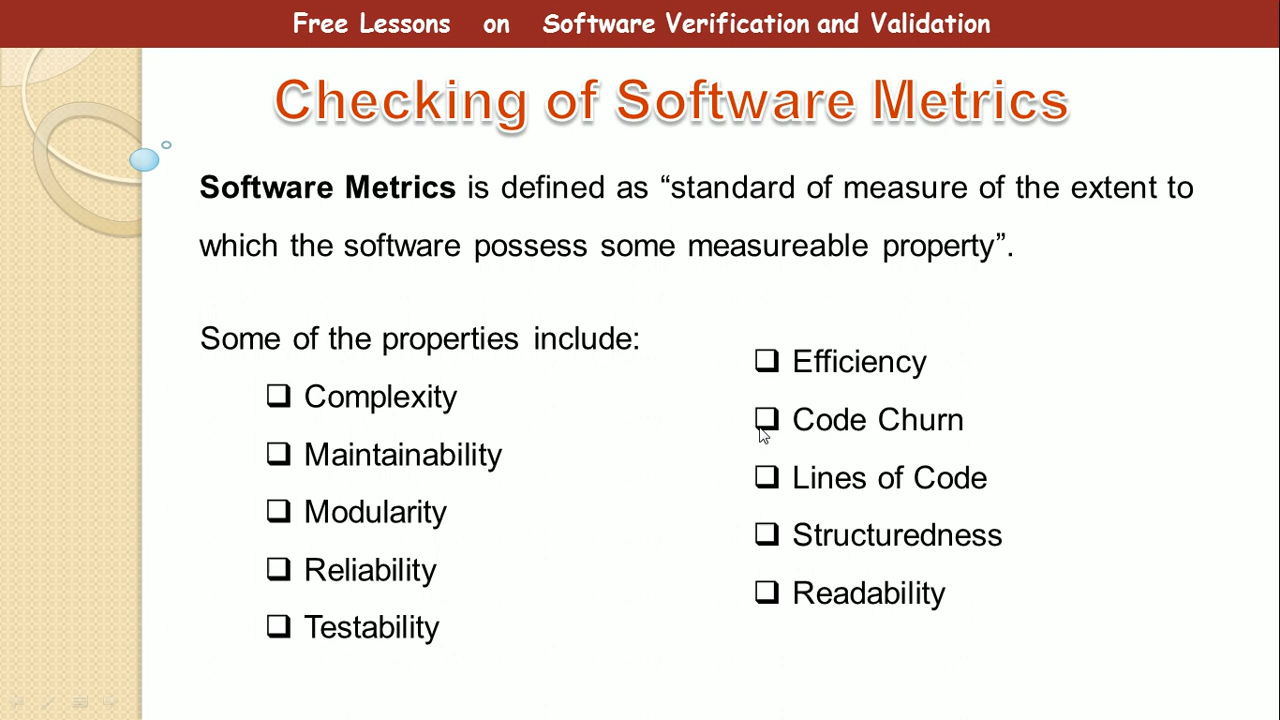 Free Lessons on Software Verification and Validation
Checking of Software Metrics
Software Metrics is defined as “standard of measure of the extent to
which the software possess some measureable property”.
Some of the properties include:
❑ Complexity
❑ Maintainability
❑ Modularity
❑ Reliability
❑ Testability
❑ Efficiency
❑ Code Churn
❑ Lines of Code
❑ Structuredness
❑ Readability